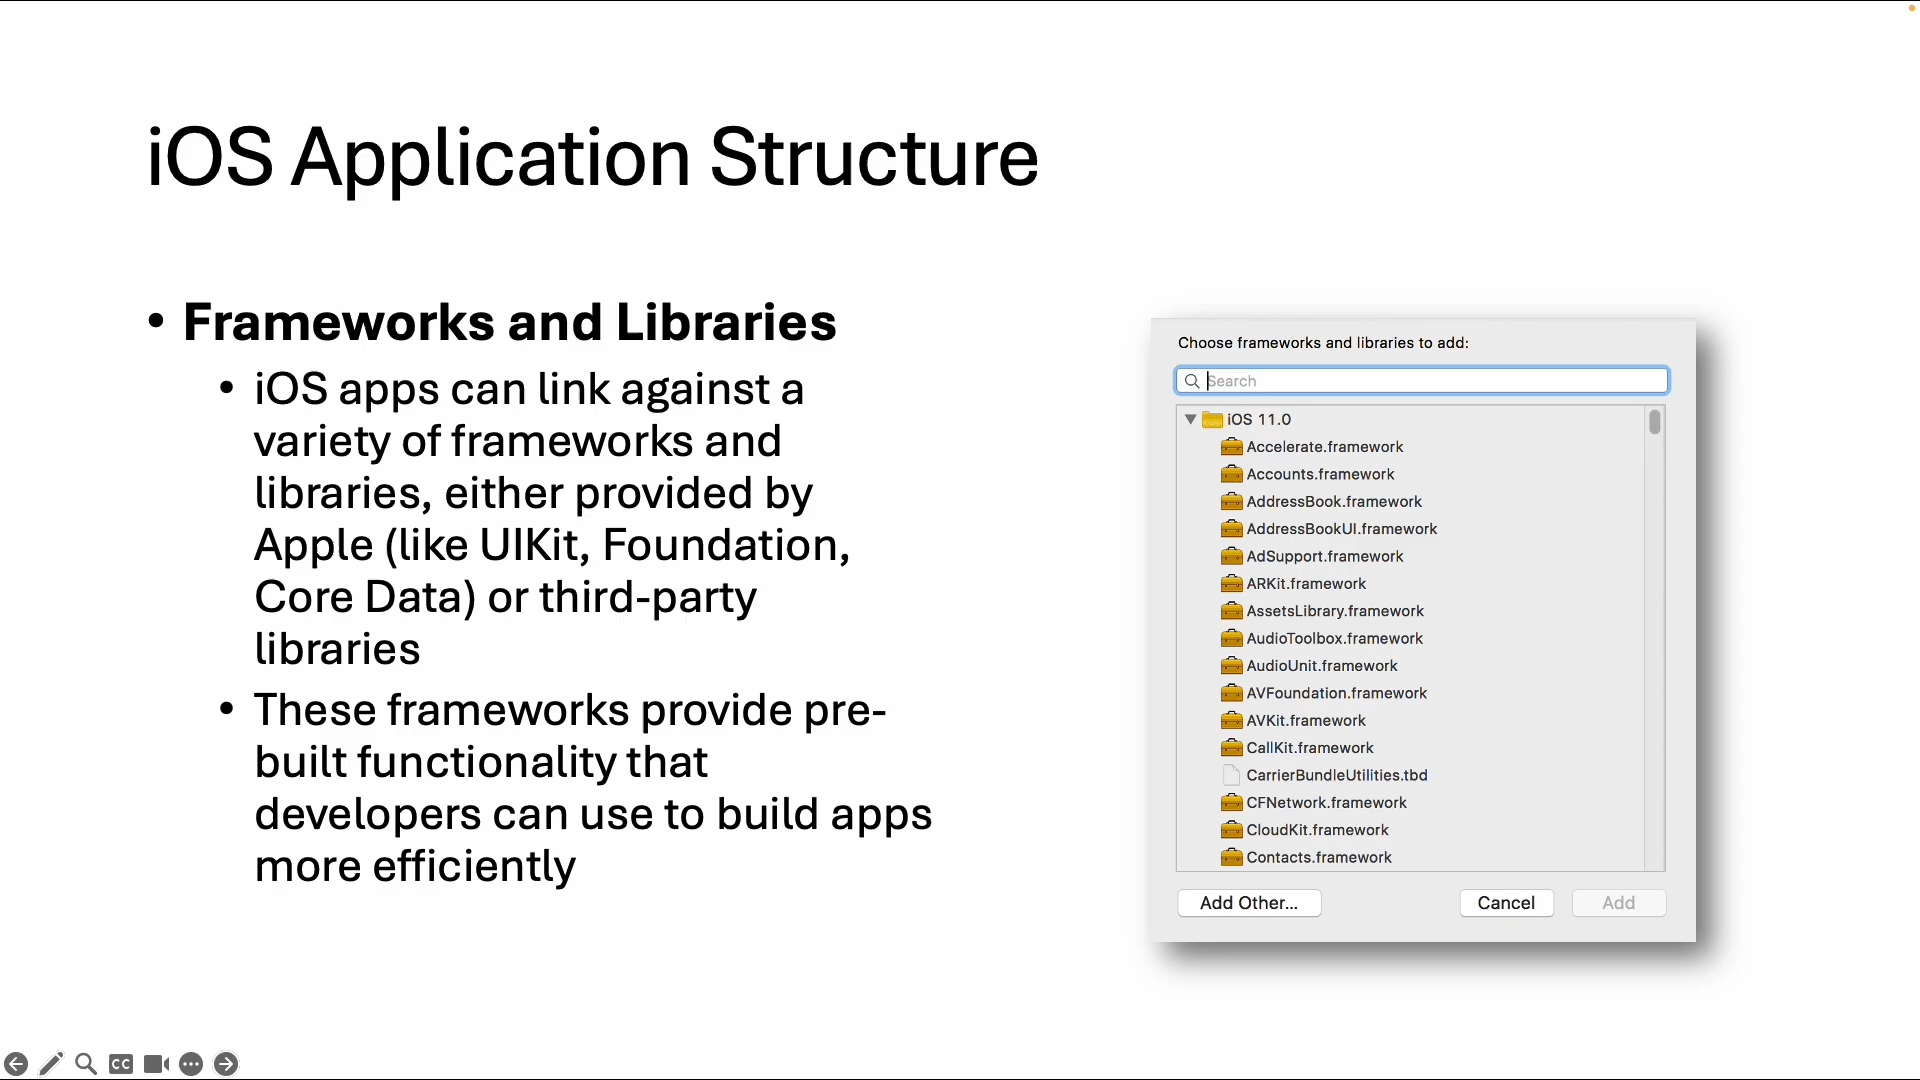 iOS Application Structure
• Frameworks and Libraries
• iOS apps can link against a
variety of frameworks and
libraries, either provided by
Apple (like UIKit, Foundation,
Core Data) or third-party
libraries
• These frameworks provide pre-
built functionality that
developers can use to build apps
more efficiently
Choose frameworks and libraries to add:
Search
iOS 11.0
Accelerate.framework
Accounts.framework
AddressBook.framework
AddressBookUI.framework
AdSupport.framework
ARKit.framework
AssetsLibrary.framework
AudioToolbox.framework
AudioUnit.framework
AVFoundation.framework
AVKit.framework
CallKit.framework
CarrierBundleUtilities.tbd
CFNetwork.framework
CloudKit.framework
Contacts.framework
Add Other...
Cancel
Add
CC